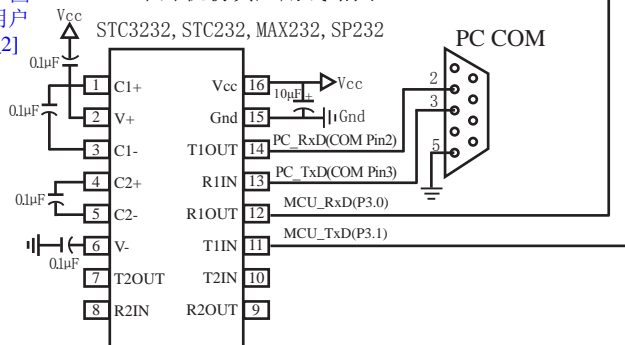 用户
2]
Vcc
STC3232, STC232, MAX232, SP232
PC COM
0.1μF
1 C1+ Vcc 16 Vcc
0.1μF
10μF +
2 V+ Gnd 15 Gnd
3 C1- T1OUT 14 PC_RxD(COM Pin2)
4 C2+ R1IN 13 PC_TxD(COM Pin3)
0.1μF
5 C2- R1OUT 12 MCU_RxD(P3.0)
6 V- T1IN 11 MCU_TxD(P3.1)
0.1μF
7 T2OUT T2IN 10
8 R2IN R2OUT 9
2
3
5